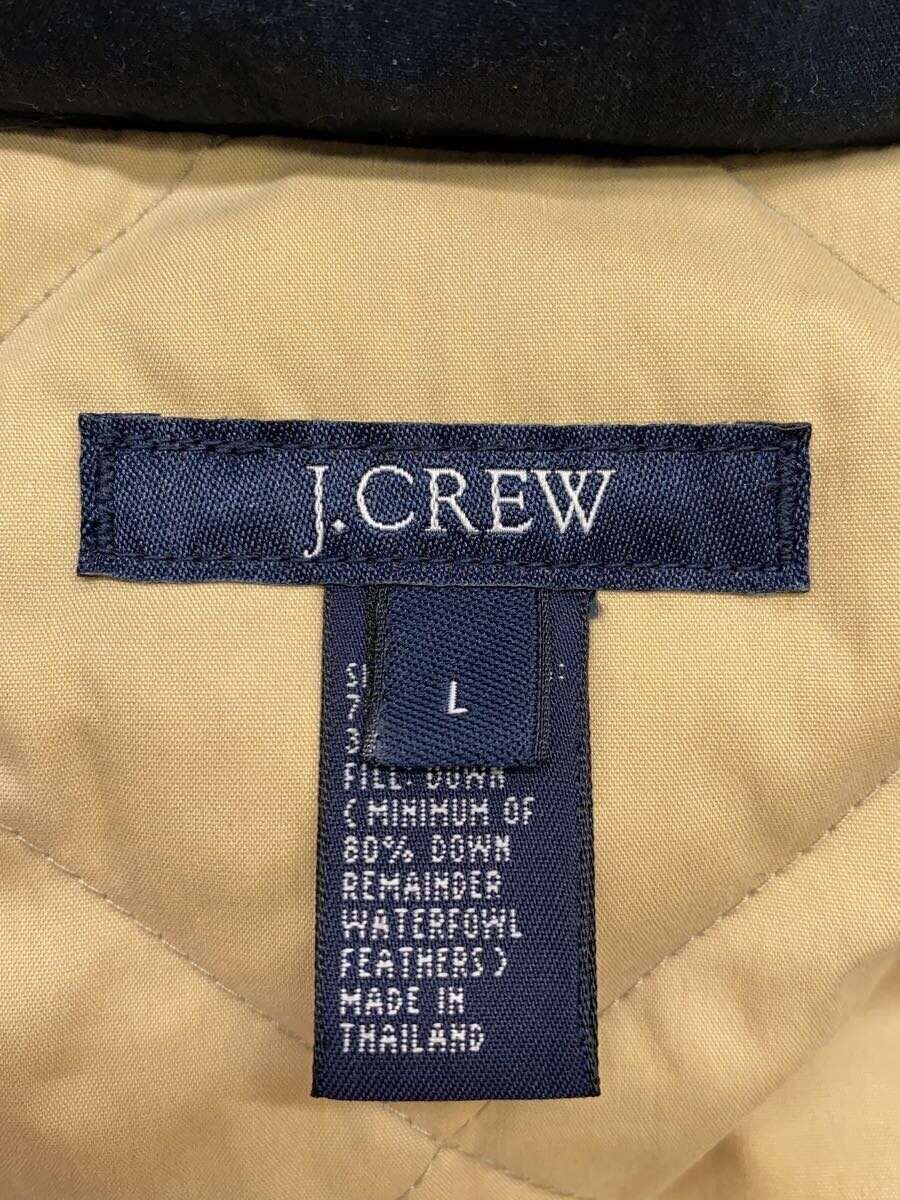 J.CREW
L
FILL: DOWN
(MINIMUM OF
80% DOWN
REMAINDER
WATERFOWL
FEATHERS)
MADE IN
THAILAND